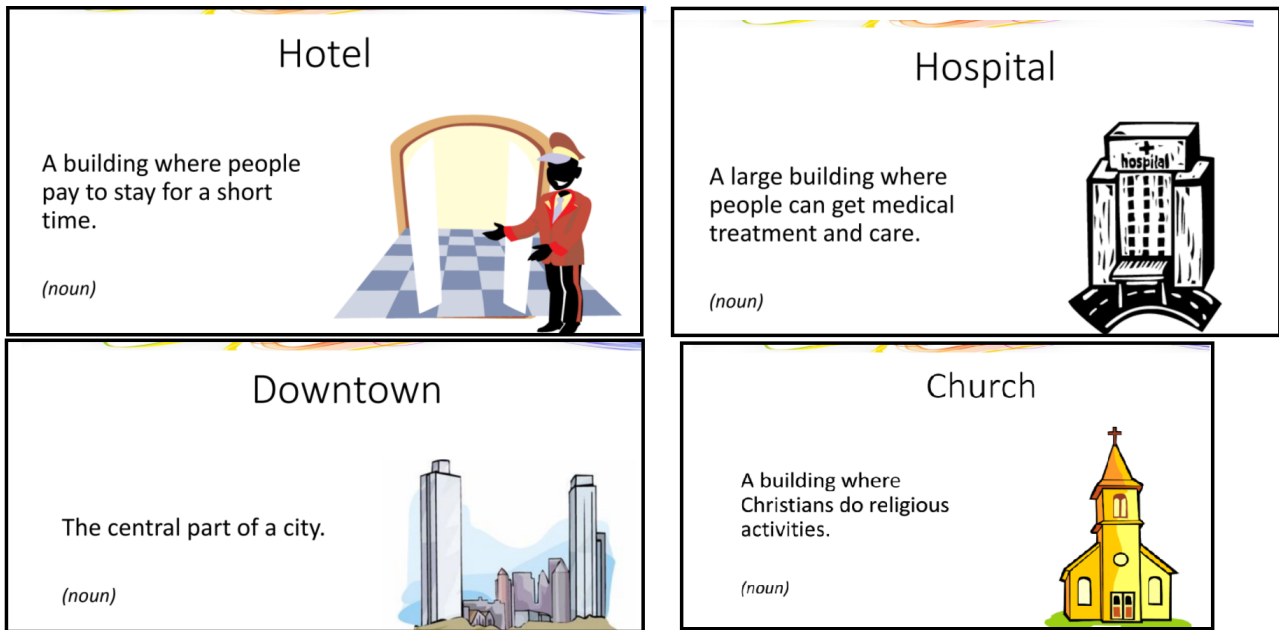 Hotel
A building where people
pay to stay for a short
time.
(noun)
Hospital
A large building where
people can get medical
treatment and care.
(noun)
hospital
Downtown
The central part of a city.
(noun)
Church
A building where
Christians do religious
activities.
(noun)